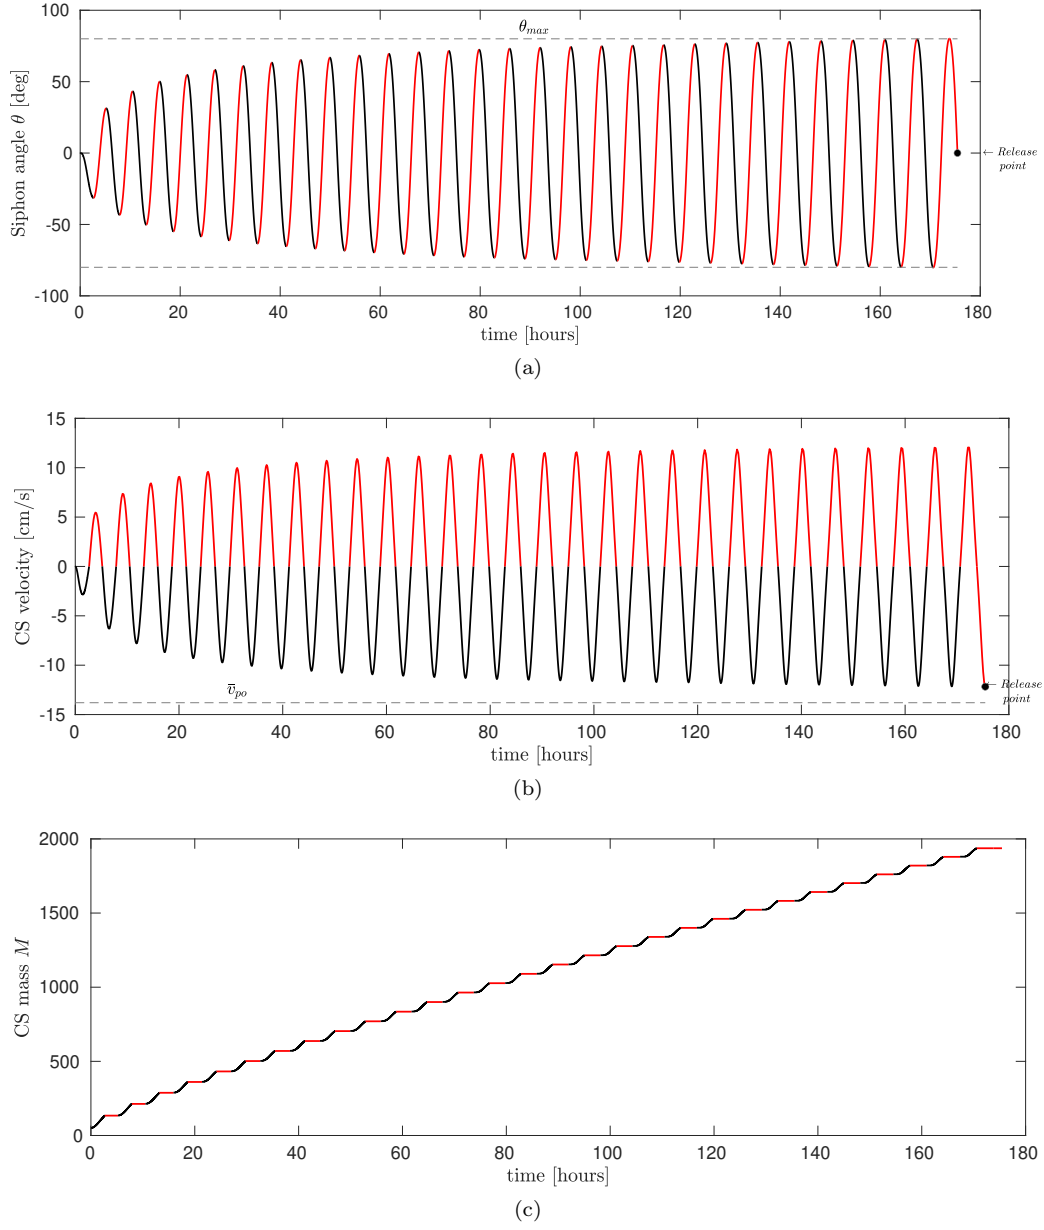 100
50
0
-50
-100
Siphon angle θ [deg]
θmax
← Release
point
0 20 40 60 80 100 120 140 160 180
time [hours]
(a)
15
10
5
0
-5
-10
-15
CS velocity [cm/s]
v̅po
← Release
point
0 20 40 60 80 100 120 140 160 180
time [hours]
(b)
2000
1500
1000
500
0
CS mass M
0 20 40 60 80 100 120 140 160 180
time [hours]
(c)